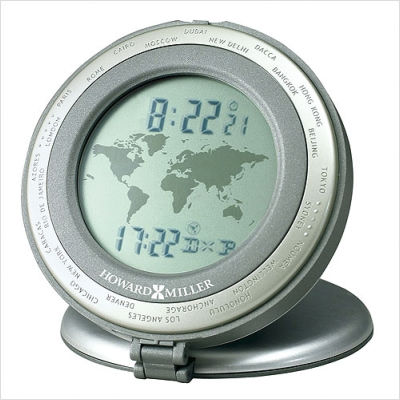 DUBAI
NEW DELHI
DACCA
BANGKOK
HONG KONG
BEIJING
TOKYO
SYDNEY
NOUMEA
WELLINGTON
HONOLULU
ANCHORAGE
LOS ANGELES
DENVER
CHICAGO
NEW YORK
CARACAS
RIO DE JANEIRO
AZORES
LONDON
PARIS
ROME
CAIRO
MOSCOW
8:22 21
17:22
HOWARD MILLER